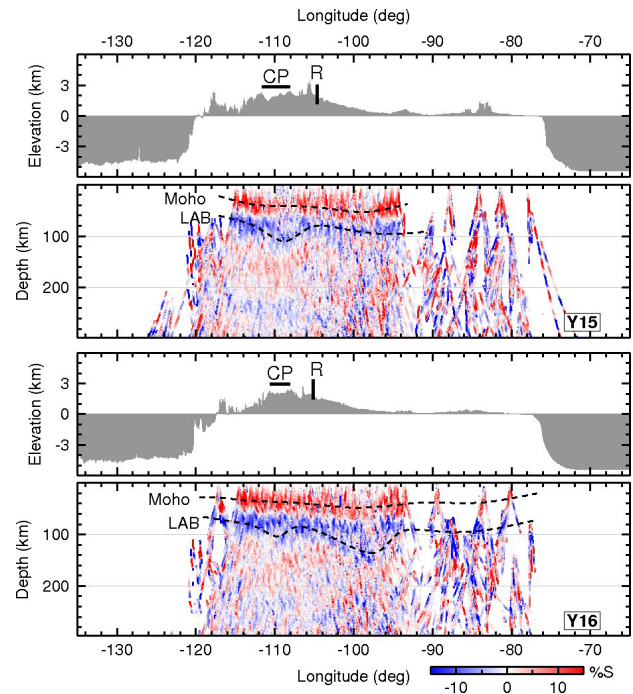 Longitude (deg)
-130 -120 -110 -100 -90 -80 -70
Elevation (km)
3
0
-3
CP
R
Depth (km)
100
200
Moho
LAB
Y15
Elevation (km)
3
0
-3
CP
R
Depth (km)
100
200
Moho
LAB
Y16
-130 -120 -110 -100 -90 -80 -70
Longitude (deg)
%S
-10 0 10